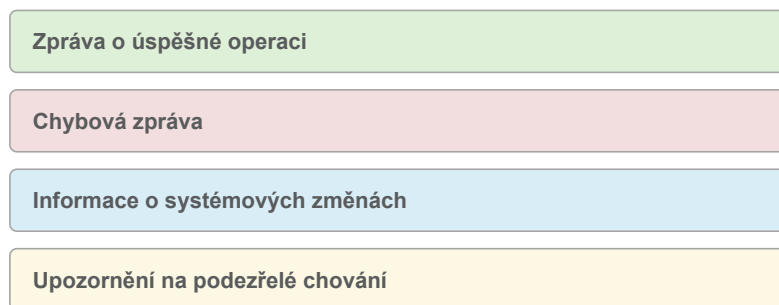 Zpráva o úspěšné operaci
Chybová zpráva
Informace o systémových změnách
Upozornění na podezřelé chování